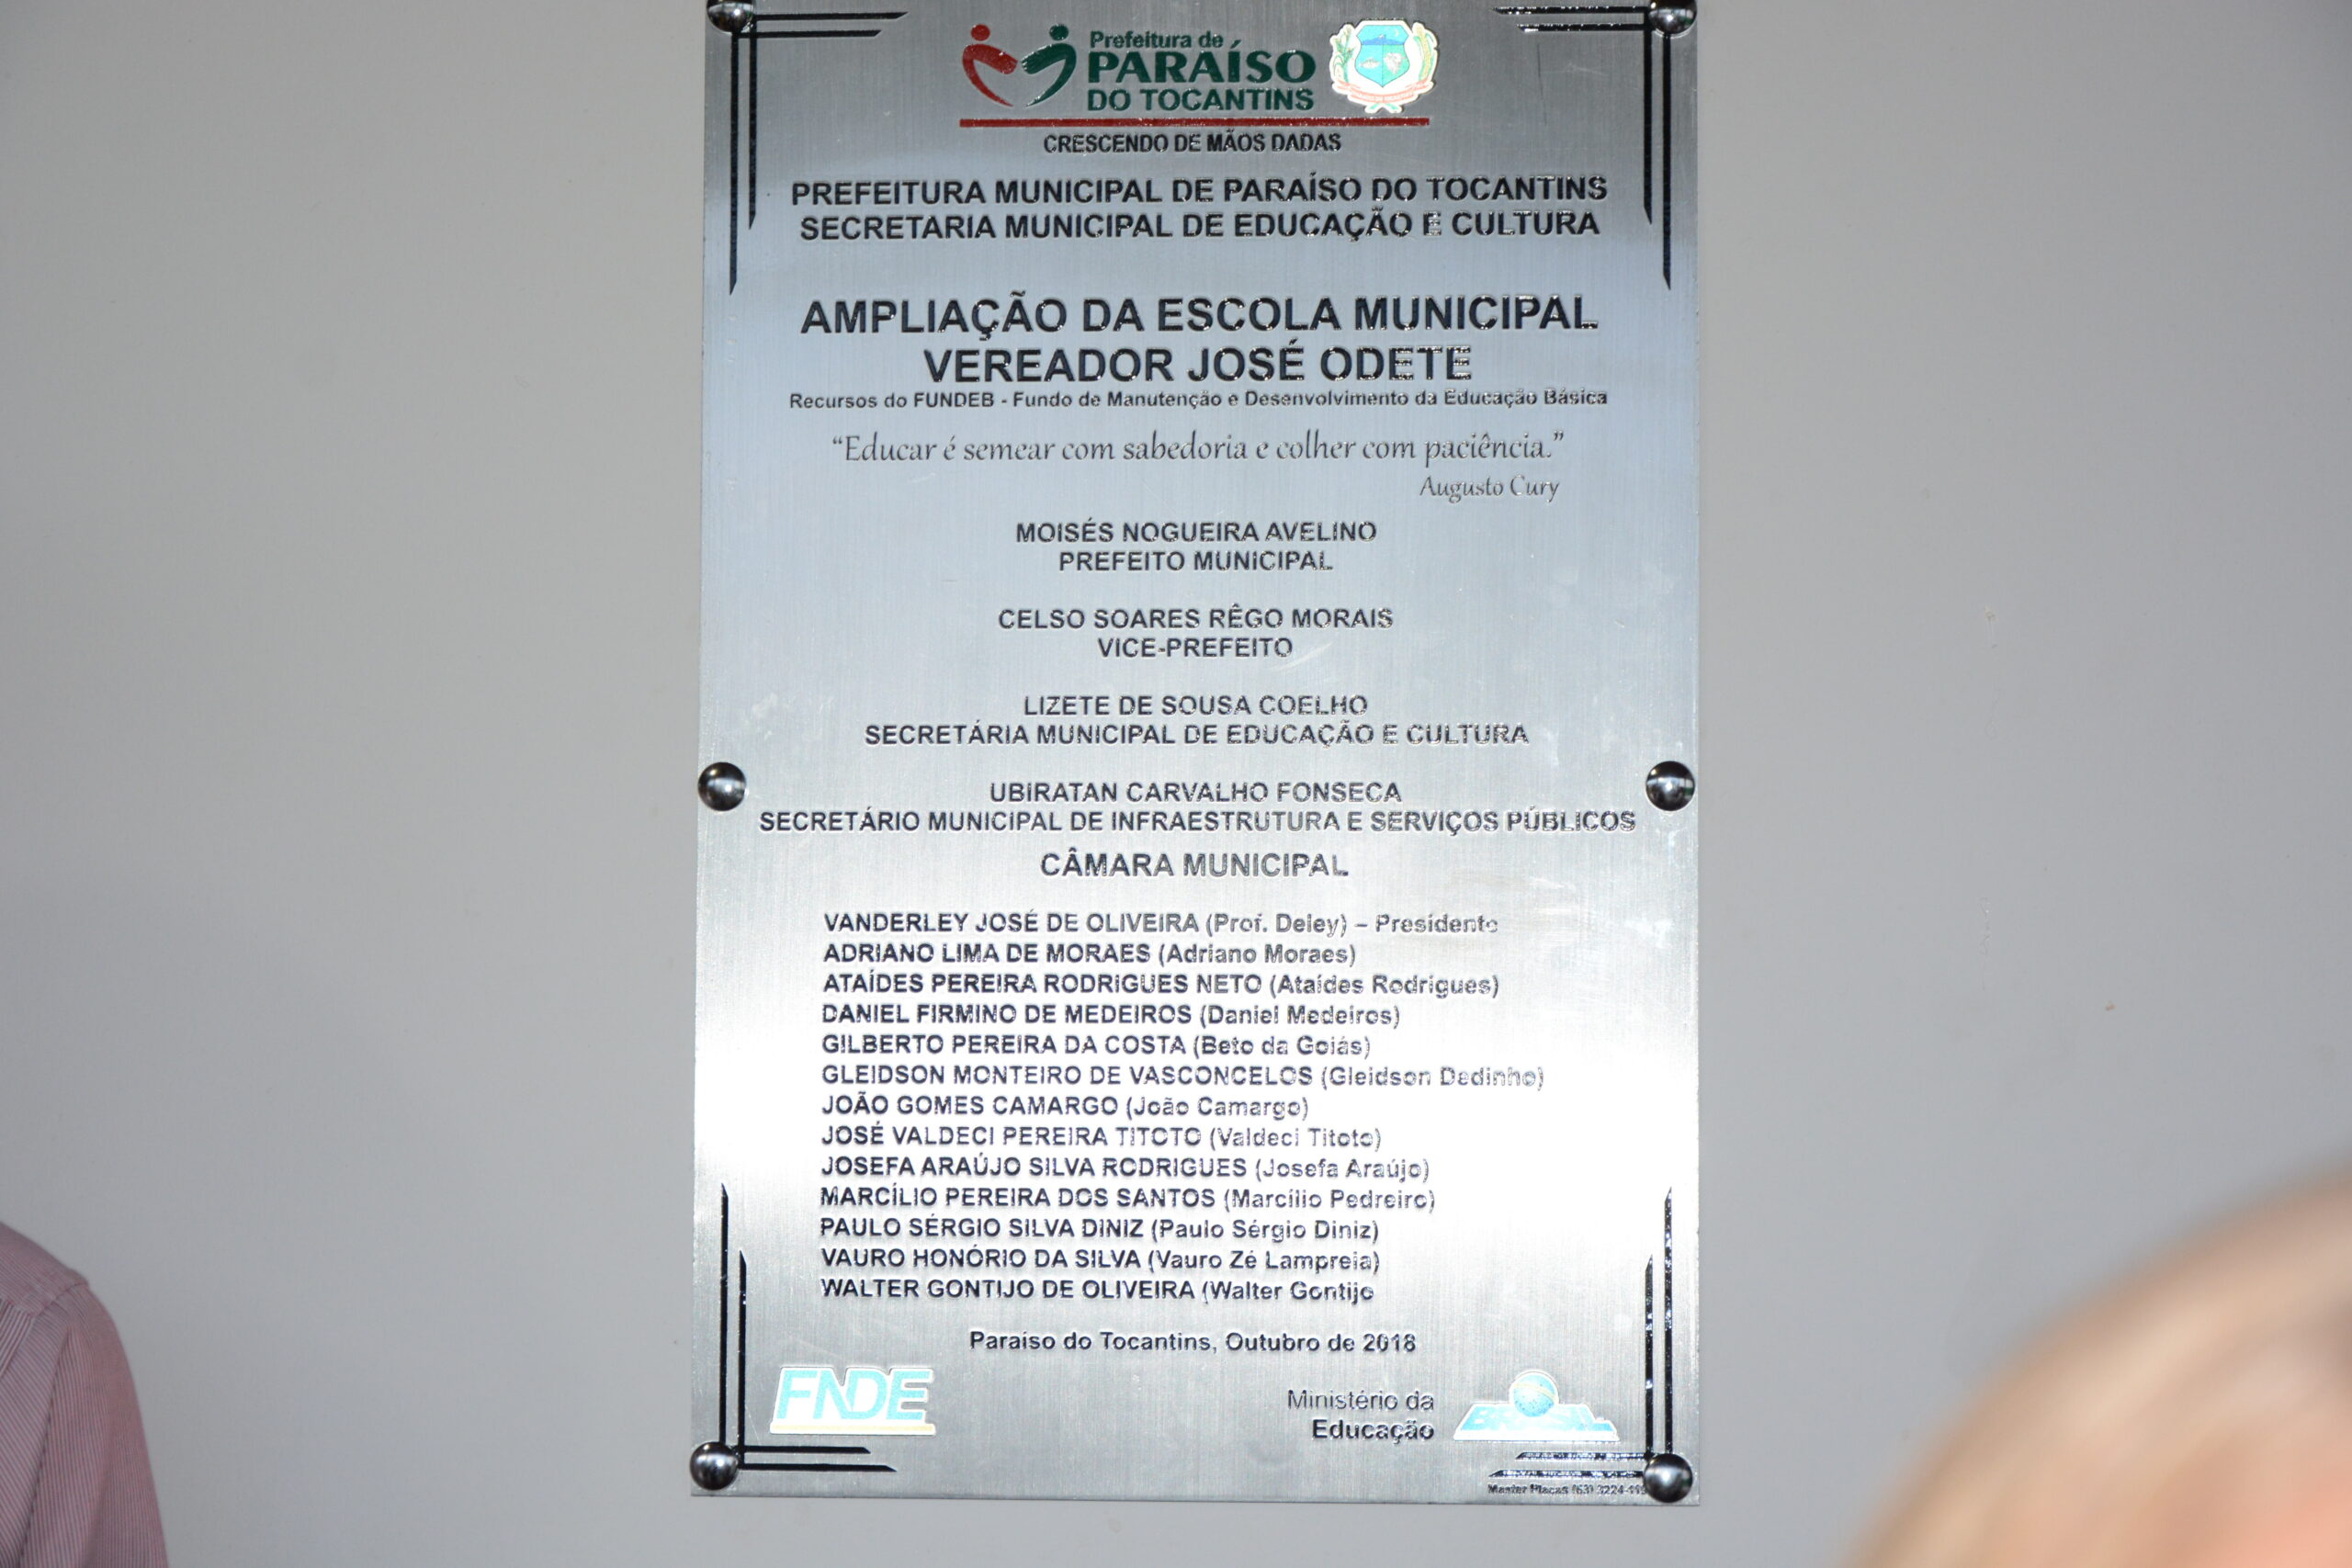 Prefeitura de
PARAÍSO
DO TOCANTINS
CRESCENDO DE MÃOS DADAS
PREFEITURA MUNICIPAL DE PARAÍSO DO TOCANTINS
SECRETARIA MUNICIPAL DE EDUCAÇÃO E CULTURA
AMPLIAÇÃO DA ESCOLA MUNICIPAL
VEREADOR JOSÉ ODETE
Recursos do FUNDEB - Fundo de Manutenção e Desenvolvimento da Educação Básica
“Educar é semear com sabedoria e colher com paciência.”
Augusto Cury
MOISÉS NOGUEIRA AVELINO
PREFEITO MUNICIPAL
CELSO SOARES RÊGO MORAIS
VICE-PREFEITO
LIZETE DE SOUSA COELHO
SECRETÁRIA MUNICIPAL DE EDUCAÇÃO E CULTURA
UBIRATAN CARVALHO FONSECA
SECRETÁRIO MUNICIPAL DE INFRAESTRUTURA E SERVIÇOS PÚBLICOS
CÂMARA MUNICIPAL
VANDERLEY JOSÉ DE OLIVEIRA (Prof. Deley) – Presidente
ADRIANO LIMA DE MORAES (Adriano Moraes)
ATAÍDES PEREIRA RODRIGUES NETO (Ataídes Rodrigues)
DANIEL FIRMINO DE MEDEIROS (Daniel Medeiros)
GILBERTO PEREIRA DA COSTA (Beto da Goiás)
GLEIDSON MONTEIRO DE VASCONCELOS (Gleidson Dedinho)
JOÃO GOMES CAMARGO (João Camargo)
JOSÉ VALDECI PEREIRA TITOTO (Valdeci Titoto)
JOSEFA ARAÚJO SILVA RODRIGUES (Josefa Araújo)
MARCÍLIO PEREIRA DOS SANTOS (Marcílio Pedreiro)
PAULO SÉRGIO SILVA DINIZ (Paulo Sérgio Diniz)
VAURO HONÓRIO DA SILVA (Vauro Zé Lampreia)
WALTER GONTIJO DE OLIVEIRA (Walter Gontijo
Paraíso do Tocantins, Outubro de 2018
FNDE
Ministério da
Educação
BRASIL
Master Placas (63)